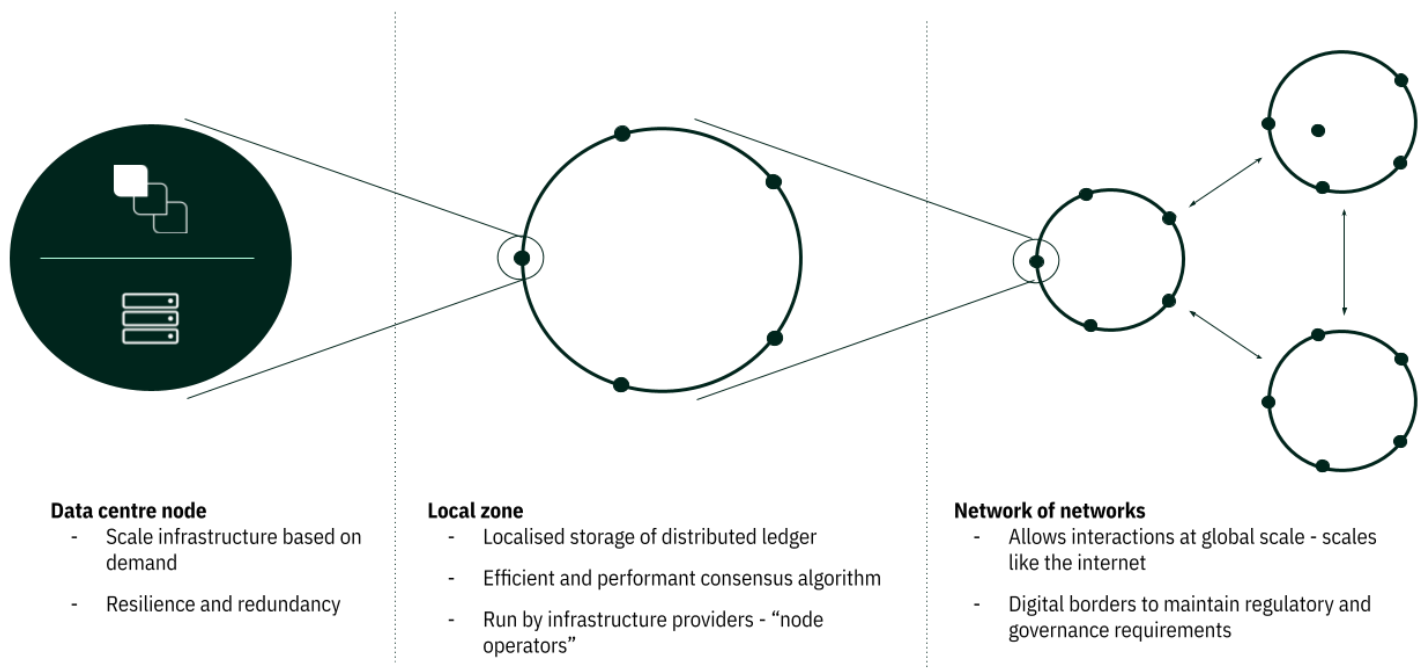 Data centre node
- Scale infrastructure based on
demand
- Resilience and redundancy
Local zone
- Localised storage of distributed ledger
- Efficient and performant consensus algorithm
- Run by infrastructure providers - “node
operators”
Network of networks
- Allows interactions at global scale - scales
like the internet
- Digital borders to maintain regulatory and
governance requirements